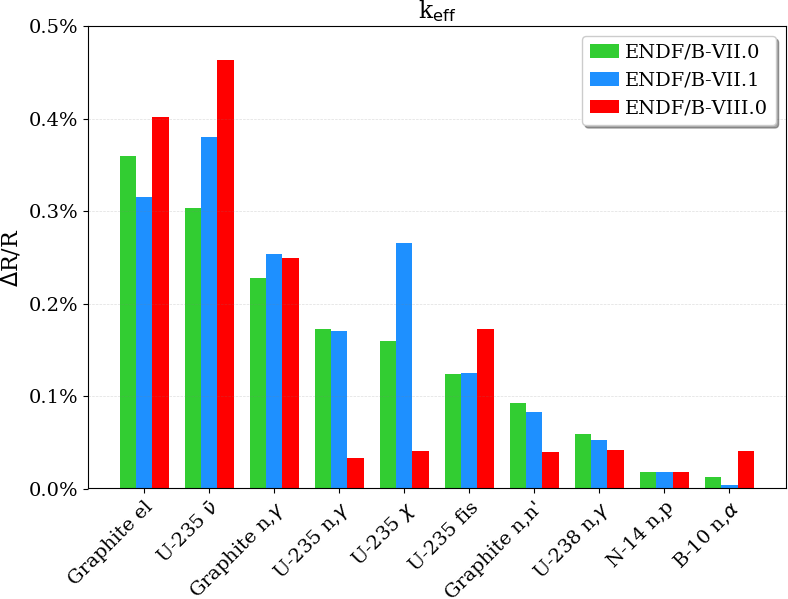 k_eff
0.5%
0.4%
0.3%
0.2%
0.1%
0.0%
ΔR/R
ENDF/B-VII.0
ENDF/B-VII.1
ENDF/B-VIII.0
Graphite el
U-235 ν̄
Graphite n,γ
U-235 n,γ
U-235 χ
U-235 fis
Graphite n,n'
U-238 n,γ
N-14 n,p
B-10 n,α